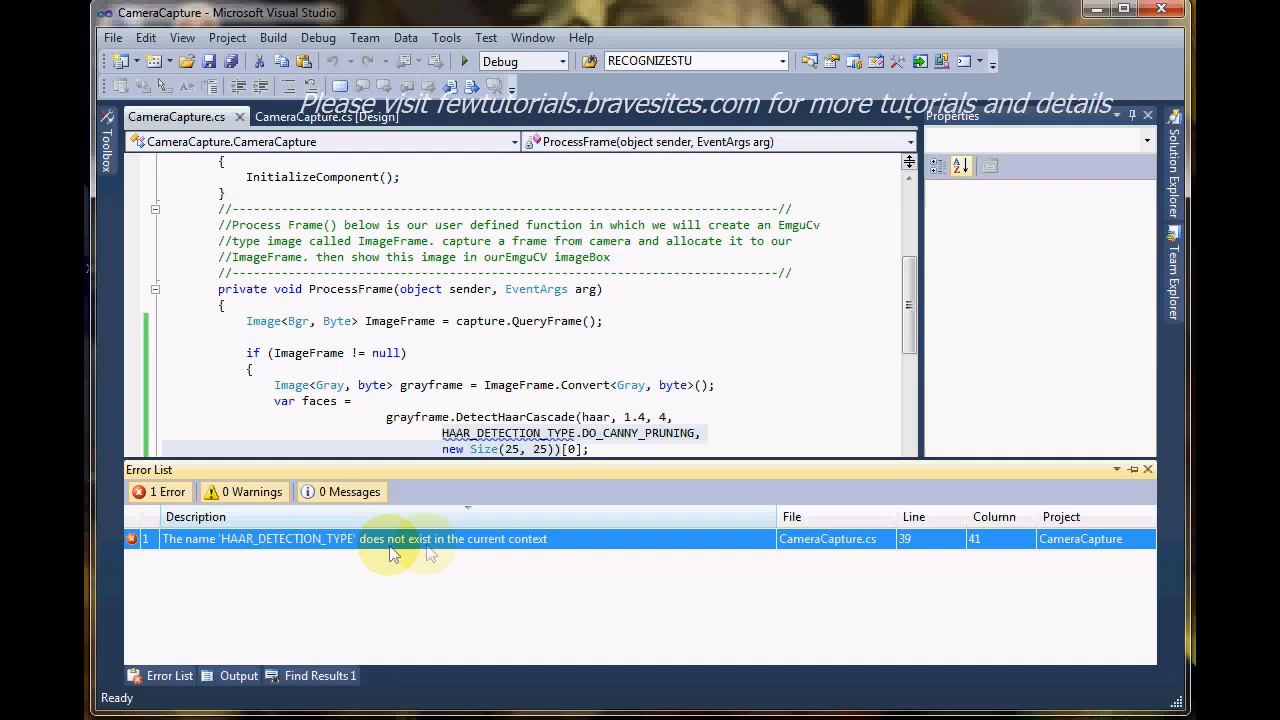 CameraCapture - Microsoft Visual Studio
File Edit View Project Build Debug Team Data Tools Test Window Help
Debug RECOGNIZESTU
Please visit fewtutorials.bravesites.com for more tutorials and details
CameraCapture.cs CameraCapture.cs [Design] Properties
Toolbox
CameraCapture.CameraCapture ProcessFrame(object sender, EventArgs arg)
{
InitializeComponent();
}
//------------------------------------------------------------------------------//
//Process Frame() below is our user defined function in which we will create an EmguCv
//type image called ImageFrame. capture a frame from camera and allocate it to our
//ImageFrame. then show this image in ourEmguCV imageBox
//------------------------------------------------------------------------------//
private void ProcessFrame(object sender, EventArgs arg)
{
Image<Bgr, Byte> ImageFrame = capture.QueryFrame();
if (ImageFrame != null)
{
Image<Gray, byte> grayframe = ImageFrame.Convert<Gray, byte>();
var faces =
grayframe.DetectHaarCascade(haar, 1.4, 4,
HAAR_DETECTION_TYPE.DO_CANNY_PRUNING,
new Size(25, 25))[0];
Solution Explorer
Team Explorer
Error List
1 Error 0 Warnings 0 Messages
Description File Line Column Project
1 The name 'HAAR_DETECTION_TYPE' does not exist in the current context CameraCapture.cs 39 41 CameraCapture
Error List Output Find Results 1
Ready